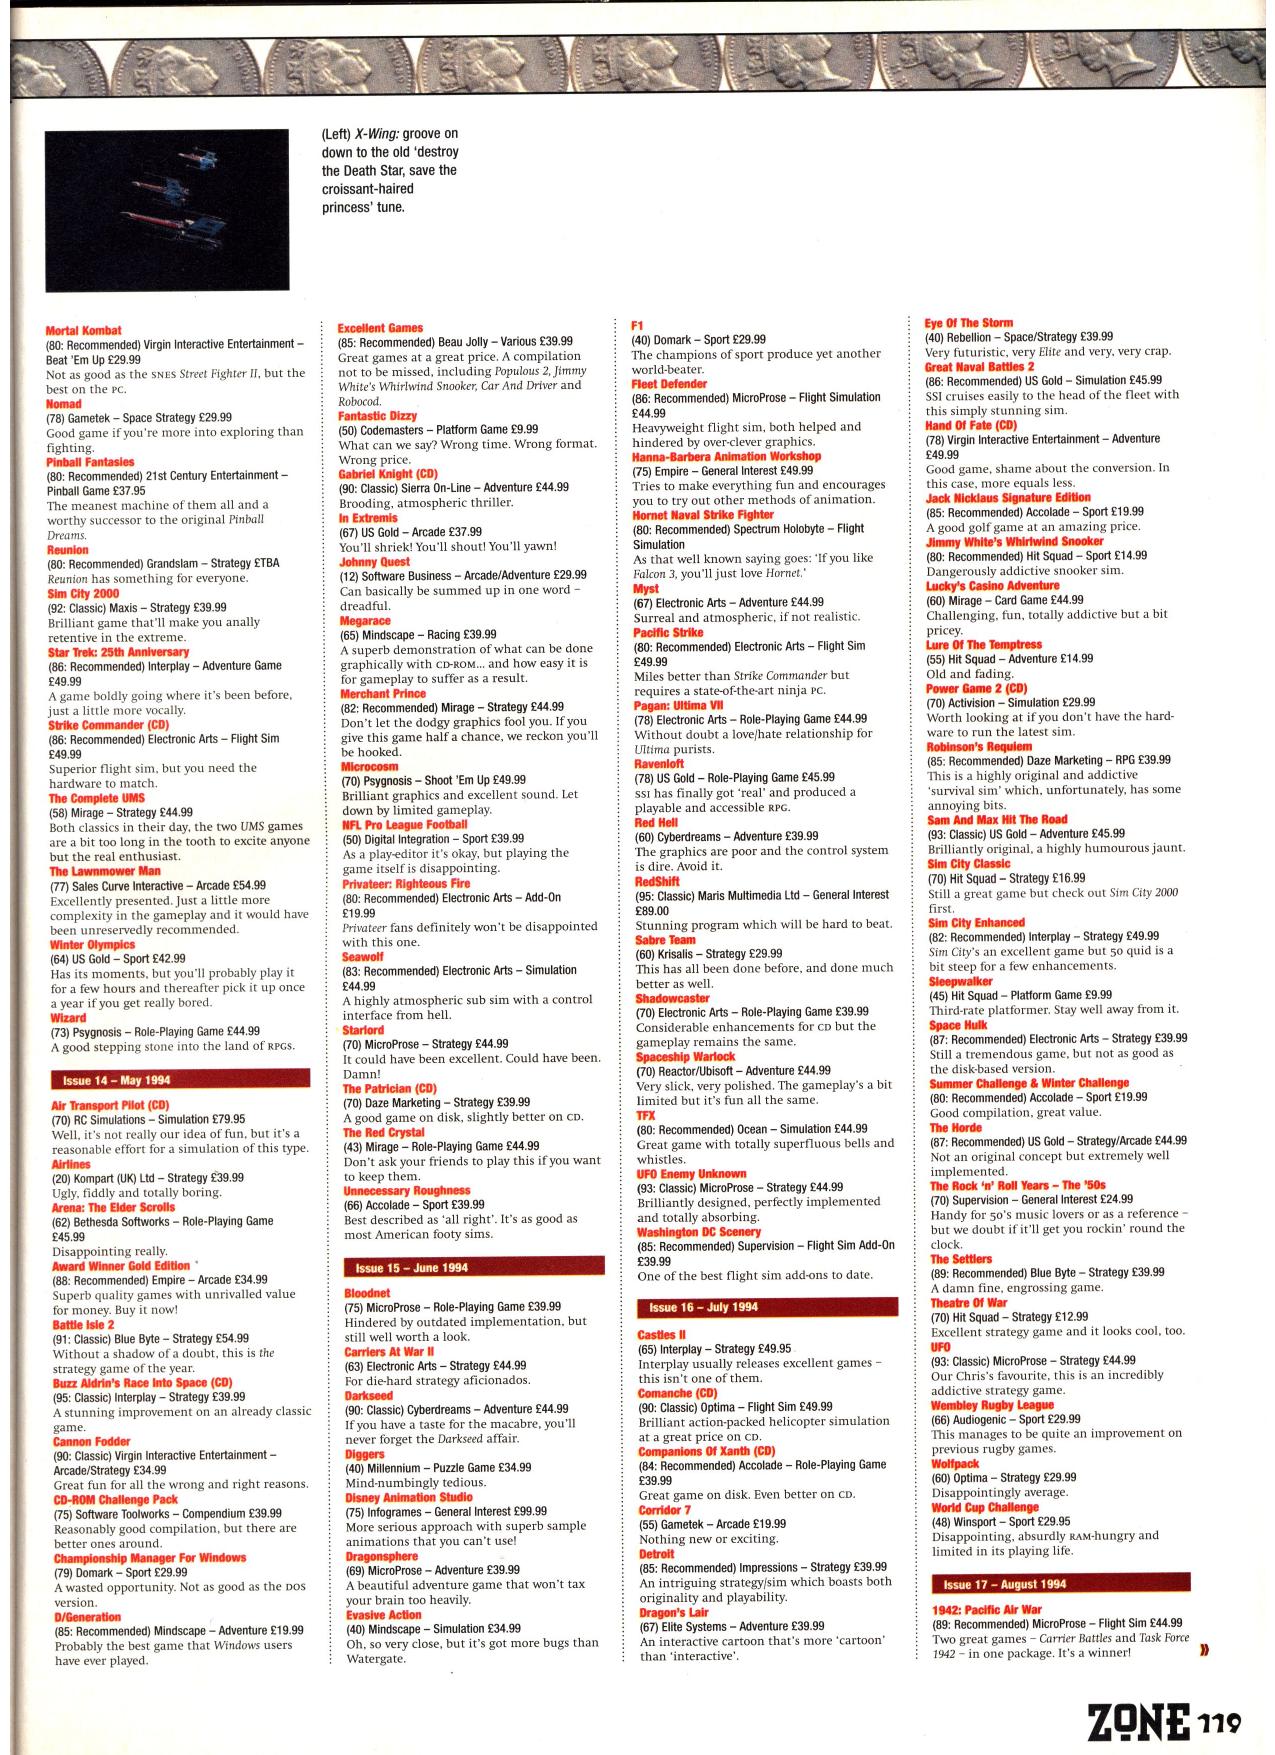 (Left) X-Wing: groove on
down to the old 'destroy
the Death Star, save the
croissant-haired
princess' tune.
Mortal Kombat
(80: Recommended) Virgin Interactive Entertainment –
Beat 'Em Up £29.99
Not as good as the SNES Street Fighter II, but the
best on the PC.
Nomad
(78) Gametek – Space Strategy £29.99
Good game if you're more into exploring than
fighting.
Pinball Fantasies
(80: Recommended) 21st Century Entertainment –
Pinball Game £37.95
The meanest machine of them all and a
worthy successor to the original Pinball
Dreams.
Reunion
(80: Recommended) Grandslam – Strategy £TBA
Reunion has something for everyone.
Sim City 2000
(92: Classic) Maxis – Strategy £39.99
Brilliant game that'll make you anally
retentive in the extreme.
Star Trek: 25th Anniversary
(86: Recommended) Interplay – Adventure Game
£49.99
A game boldly going where it's been before,
just a little more vocally.
Strike Commander (CD)
(86: Recommended) Electronic Arts – Flight Sim
£49.99
Superior flight sim, but you need the
hardware to match.
The Complete UMS
(58) Mirage – Strategy £44.99
Both classics in their day, the two UMS games
are a bit too long in the tooth to excite anyone
but the real enthusiast.
The Lawnmower Man
(77) Sales Curve Interactive – Arcade £54.99
Excellently presented. Just a little more
complexity in the gameplay and it would have
been unreservedly recommended.
Winter Olympics
(64) US Gold – Sport £42.99
Has its moments, but you'll probably play it
for a few hours and thereafter pick it up once
a year if you get really bored.
Wizard
(73) Psygnosis – Role-Playing Game £44.99
A good stepping stone into the land of RPGS.
Issue 14 – May 1994
Air Transport Pilot (CD)
(70) RC Simulations – Simulation £79.95
Well, it's not really our idea of fun, but it's a
reasonable effort for a simulation of this type.
Airlines
(20) Kompart (UK) Ltd – Strategy £39.99
Ugly, fiddly and totally boring.
Arena: The Elder Scrolls
(62) Bethesda Softworks – Role-Playing Game
£45.99
Disappointing really.
Award Winner Gold Edition
(88: Recommended) Empire – Arcade £34.99
Superb quality games with unrivalled value
for money. Buy it now!
Battle Isle 2
(91: Classic) Blue Byte – Strategy £54.99
Without a shadow of a doubt, this is the
strategy game of the year.
Buzz Aldrin's Race Into Space (CD)
(95: Classic) Interplay – Strategy £39.99
A stunning improvement on an already classic
game.
Cannon Fodder
(90: Classic) Virgin Interactive Entertainment –
Arcade/Strategy £34.99
Great fun for all the wrong and right reasons.
CD-ROM Challenge Pack
(75) Software Toolworks – Compendium £39.99
Reasonably good compilation, but there are
better ones around.
Championship Manager For Windows
(79) Domark – Sport £29.99
A wasted opportunity. Not as good as the DOS
version.
D/Generation
(85: Recommended) Mindscape – Adventure £19.99
Probably the best game that Windows users
have ever played.
Excellent Games
(85: Recommended) Beau Jolly – Various £39.99
Great games at a great price. A compilation
not to be missed, including Populous 2, Jimmy
White's Whirlwind Snooker, Car And Driver and
Robocod.
Fantastic Dizzy
(50) Codemasters – Platform Game £9.99
What can we say? Wrong time. Wrong format.
Wrong price.
Gabriel Knight (CD)
(90: Classic) Sierra On-Line – Adventure £44.99
Brooding, atmospheric thriller.
In Extremis
(67) US Gold – Arcade £37.99
You'll shriek! You'll shout! You'll yawn!
Johnny Quest
(12) Software Business – Arcade/Adventure £29.99
Can basically be summed up in one word –
dreadful.
Megarace
(65) Mindscape – Racing £39.99
A superb demonstration of what can be done
graphically with CD-ROM... and how easy it is
for gameplay to suffer as a result.
Merchant Prince
(82: Recommended) Mirage – Strategy £44.99
Don't let the dodgy graphics fool you. If you
give this game half a chance, we reckon you'll
be hooked.
Microcosm
(70) Psygnosis – Shoot 'Em Up £49.99
Brilliant graphics and excellent sound. Let
down by limited gameplay.
NFL Pro League Football
(50) Digital Integration – Sport £39.99
As a play-editor it's okay, but playing the
game itself is disappointing.
Privateer: Righteous Fire
(80: Recommended) Electronic Arts – Add-On
£19.99
Privateer fans definitely won't be disappointed
with this one.
Seawolf
(83: Recommended) Electronic Arts – Simulation
£44.99
A highly atmospheric sub sim with a control
interface from hell.
Starlord
(70) MicroProse – Strategy £44.99
It could have been excellent. Could have been.
Damn!
The Patrician (CD)
(70) Daze Marketing – Strategy £39.99
A good game on disk, slightly better on CD.
The Red Crystal
(43) Mirage – Role-Playing Game £44.99
Don't ask your friends to play this if you want
to keep them.
Unnecessary Roughness
(66) Accolade – Sport £39.99
Best described as 'all right'. It's as good as
most American footy sims.
Issue 15 – June 1994
Bloodnet
(75) MicroProse – Role-Playing Game £39.99
Hindered by outdated implementation, but
still well worth a look.
Carriers At War II
(63) Electronic Arts – Strategy £44.99
For die-hard strategy aficionados.
Darkseed
(90: Classic) Cyberdreams – Adventure £44.99
If you have a taste for the macabre, you'll
never forget the Darkseed affair.
Diggers
(40) Millennium – Puzzle Game £34.99
Mind-numbingly tedious.
Disney Animation Studio
(75) Infogrames – General Interest £99.99
More serious approach with superb sample
animations that you can't use!
Dragonsphere
(69) MicroProse – Adventure £39.99
A beautiful adventure game that won't tax
your brain too heavily.
Evasive Action
(40) Mindscape – Simulation £34.99
Oh, so very close, but it's got more bugs than
Watergate.
F1
(40) Domark – Sport £29.99
The champions of sport produce yet another
world-beater.
Fleet Defender
(86: Recommended) MicroProse – Flight Simulation
£44.99
Heavyweight flight sim, both helped and
hindered by over-clever graphics.
Hanna-Barbera Animation Workshop
(75) Empire – General Interest £49.99
Tries to make everything fun and encourages
you to try out other methods of animation.
Hornet Naval Strike Fighter
(80: Recommended) Spectrum Holobyte – Flight
Simulation
As that well known saying goes: 'If you like
Falcon 3, you'll just love Hornet.'
Myst
(67) Electronic Arts – Adventure £44.99
Surreal and atmospheric, if not realistic.
Pacific Strike
(80: Recommended) Electronic Arts – Flight Sim
£49.99
Miles better than Strike Commander but
requires a state-of-the-art ninja PC.
Pagan: Ultima VII
(78) Electronic Arts – Role-Playing Game £44.99
Without doubt a love/hate relationship for
Ultima purists.
Ravenloft
(78) US Gold – Role-Playing Game £45.99
SSI has finally got 'real' and produced a
playable and accessible RPG.
Red Hell
(60) Cyberdreams – Adventure £39.99
The graphics are poor and the control system
is dire. Avoid it.
RedShift
(95: Classic) Maris Multimedia Ltd – General Interest
£89.00
Stunning program which will be hard to beat.
Sabre Team
(60) Krisalis – Strategy £29.99
This has all been done before, and done much
better as well.
Shadowcaster
(70) Electronic Arts – Role-Playing Game £39.99
Considerable enhancements for CD but the
gameplay remains the same.
Spaceship Warlock
(70) Reactor/Ubisoft – Adventure £44.99
Very slick, very polished. The gameplay's a bit
limited but it's fun all the same.
TFX
(80: Recommended) Ocean – Simulation £44.99
Great game with totally superfluous bells and
whistles.
UFO Enemy Unknown
(93: Classic) MicroProse – Strategy £44.99
Brilliantly designed, perfectly implemented
and totally absorbing.
Washington DC Scenery
(85: Recommended) Supervision – Flight Sim Add-On
£39.99
One of the best flight sim add-ons to date.
Issue 16 – July 1994
Castles II
(65) Interplay – Strategy £49.95
Interplay usually releases excellent games –
this isn't one of them.
Comanche (CD)
(90: Classic) Optima – Flight Sim £49.99
Brilliant action-packed helicopter simulation
at a great price on CD.
Companions Of Xanth (CD)
(84: Recommended) Accolade – Role-Playing Game
£39.99
Great game on disk. Even better on CD.
Corridor 7
(55) Gametek – Arcade £19.99
Nothing new or exciting.
Detroit
(85: Recommended) Impressions – Strategy £39.99
An intriguing strategy/sim which boasts both
originality and playability.
Dragon's Lair
(67) Elite Systems – Adventure £39.99
An interactive cartoon that's more 'cartoon'
than 'interactive'.
Eye Of The Storm
(40) Rebellion – Space/Strategy £39.99
Very futuristic, very Elite and very, very crap.
Great Naval Battles 2
(86: Recommended) US Gold – Simulation £45.99
SSI cruises easily to the head of the fleet with
this simply stunning sim.
Hand Of Fate (CD)
(78) Virgin Interactive Entertainment – Adventure
£49.99
Good game, shame about the conversion. In
this case, more equals less.
Jack Nicklaus Signature Edition
(85: Recommended) Accolade – Sport £19.99
A good golf game at an amazing price.
Jimmy White's Whirlwind Snooker
(80: Recommended) Hit Squad – Sport £14.99
Dangerously addictive snooker sim.
Lucky's Casino Adventure
(60) Mirage – Card Game £44.99
Challenging, fun, totally addictive but a bit
pricey.
Lure Of The Temptress
(55) Hit Squad – Adventure £14.99
Old and fading.
Power Game 2 (CD)
(70) Activision – Simulation £29.99
Worth looking at if you don't have the hard-
ware to run the latest sim.
Robinson's Requiem
(85: Recommended) Daze Marketing – RPG £39.99
This is a highly original and addictive
'survival sim' which, unfortunately, has some
annoying bits.
Sam And Max Hit The Road
(93: Classic) US Gold – Adventure £45.99
Brilliantly original, a highly humourous jaunt.
Sim City Classic
(70) Hit Squad – Strategy £16.99
Still a great game but check out Sim City 2000
first.
Sim City Enhanced
(82: Recommended) Interplay – Strategy £49.99
Sim City's an excellent game but 50 quid is a
bit steep for a few enhancements.
Sleepwalker
(45) Hit Squad – Platform Game £9.99
Third-rate platformer. Stay well away from it.
Space Hulk
(87: Recommended) Electronic Arts – Strategy £39.99
Still a tremendous game, but not as good as
the disk-based version.
Summer Challenge & Winter Challenge
(80: Recommended) Accolade – Sport £19.99
Good compilation, great value.
The Horde
(87: Recommended) US Gold – Strategy/Arcade £44.99
Not an original concept but extremely well
implemented.
The Rock 'n' Roll Years – The '50s
(70) Supervision – General Interest £24.99
Handy for 50's music lovers or as a reference –
but we doubt if it'll get you rockin' round the
clock.
The Settlers
(89: Recommended) Blue Byte – Strategy £39.99
A damn fine, engrossing game.
Theatre Of War
(70) Hit Squad – Strategy £12.99
Excellent strategy game and it looks cool, too.
UFO
(93: Classic) MicroProse – Strategy £44.99
Our Chris's favourite, this is an incredibly
addictive strategy game.
Wembley Rugby League
(66) Audiogenic – Sport £29.99
This manages to be quite an improvement on
previous rugby games.
Wolfpack
(60) Optima – Strategy £29.99
Disappointingly average.
World Cup Challenge
(48) Winsport – Sport £29.95
Disappointing, absurdly RAM-hungry and
limited in its playing life.
Issue 17 – August 1994
1942: Pacific Air War
(89: Recommended) MicroProse – Flight Sim £44.99
Two great games – Carrier Battles and Task Force
1942 – in one package. It's a winner! »
ZONE 119